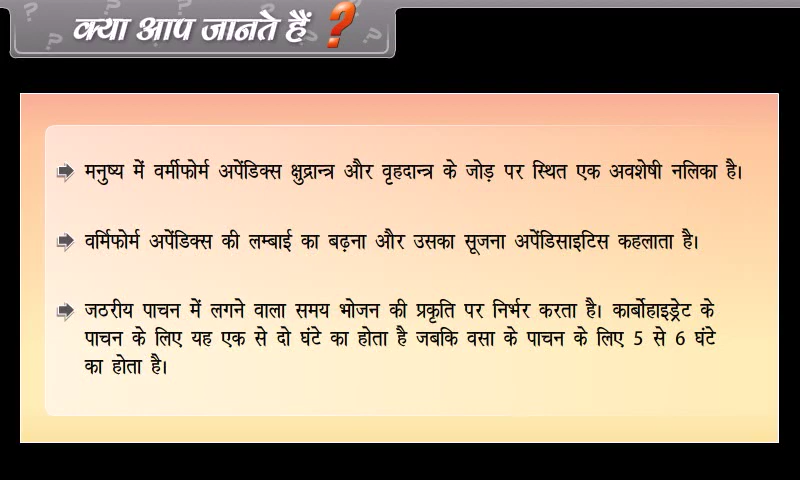 क्या आप जानते हैं ?
मनुष्य में वर्मीफोर्म अपेंडिक्स क्षुद्रान्त्र और वृहदान्त्र के जोड़ पर स्थित एक अवशेषी नलिका है।
वर्मिफोर्म अपेंडिक्स की लम्बाई का बढ़ना और उसका सूजना अपेंडिसाइटिस कहलाता है।
जठरीय पाचन में लगने वाला समय भोजन की प्रकृति पर निर्भर करता है। कार्बोहाइड्रेट के
पाचन के लिए यह एक से दो घंटे का होता है जबकि वसा के पाचन के लिए 5 से 6 घंटे
का होता है।